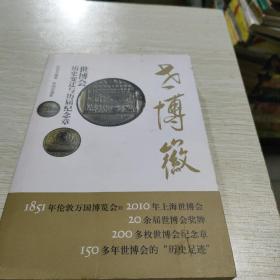 世博徽
世博会
历史变迁与历届纪念章
1851年伦敦万国博览会 2010年上海世博会
20余届世博会奖牌
200多枚世博会纪念章
150多年世博会的“历史足迹”